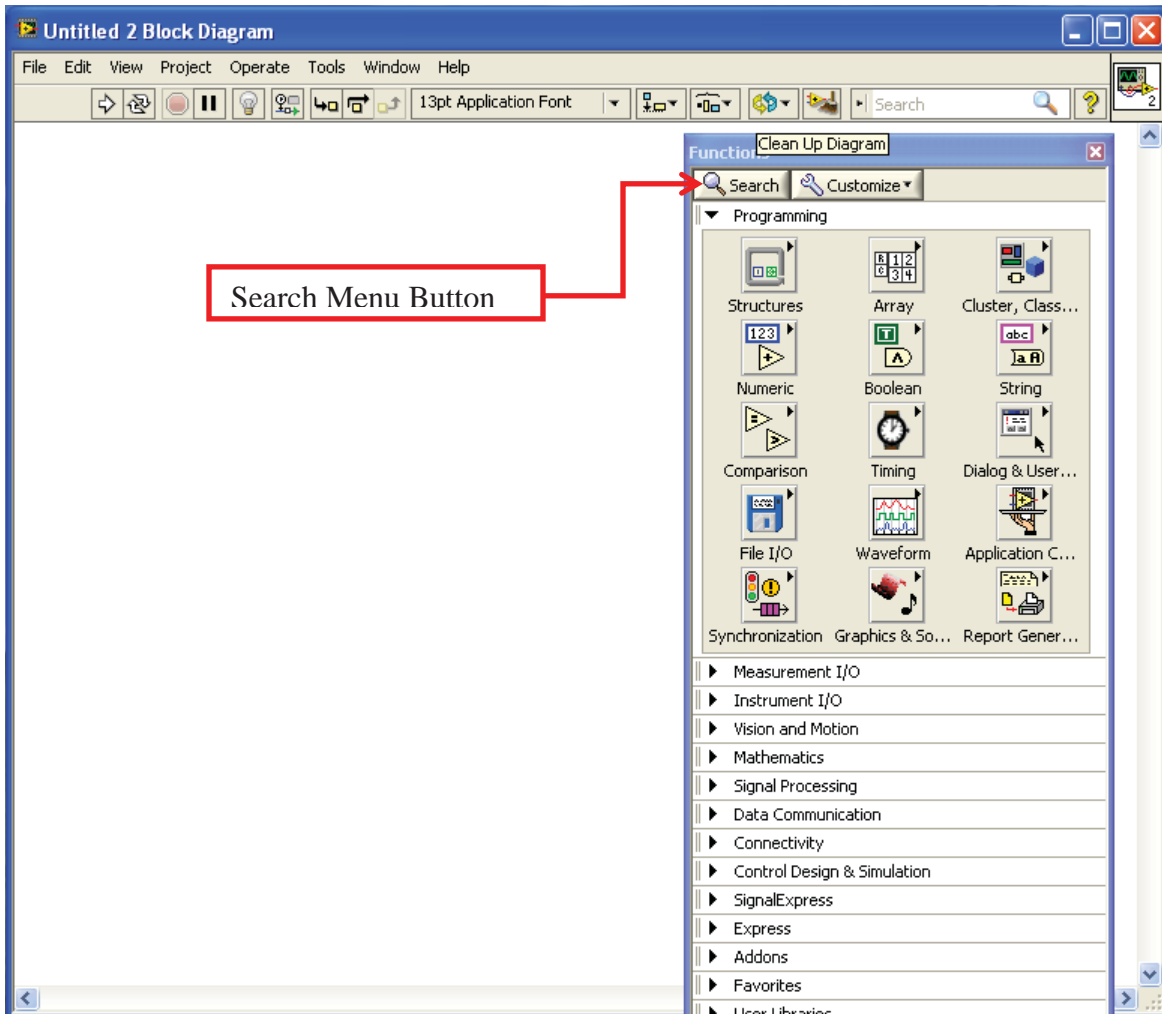 Untitled 2 Block Diagram
File Edit View Project Operate Tools Window Help
13pt Application Font Search ? 2
Clean Up Diagram
Functions
Search Customize
Programming
Search Menu Button
Structures Array Cluster, Class...
Numeric Boolean String
Comparison Timing Dialog & User...
File I/O Waveform Application C...
Synchronization Graphics & So... Report Gener...
Measurement I/O
Instrument I/O
Vision and Motion
Mathematics
Signal Processing
Data Communication
Connectivity
Control Design & Simulation
SignalExpress
Express
Addons
Favorites
User Libraries